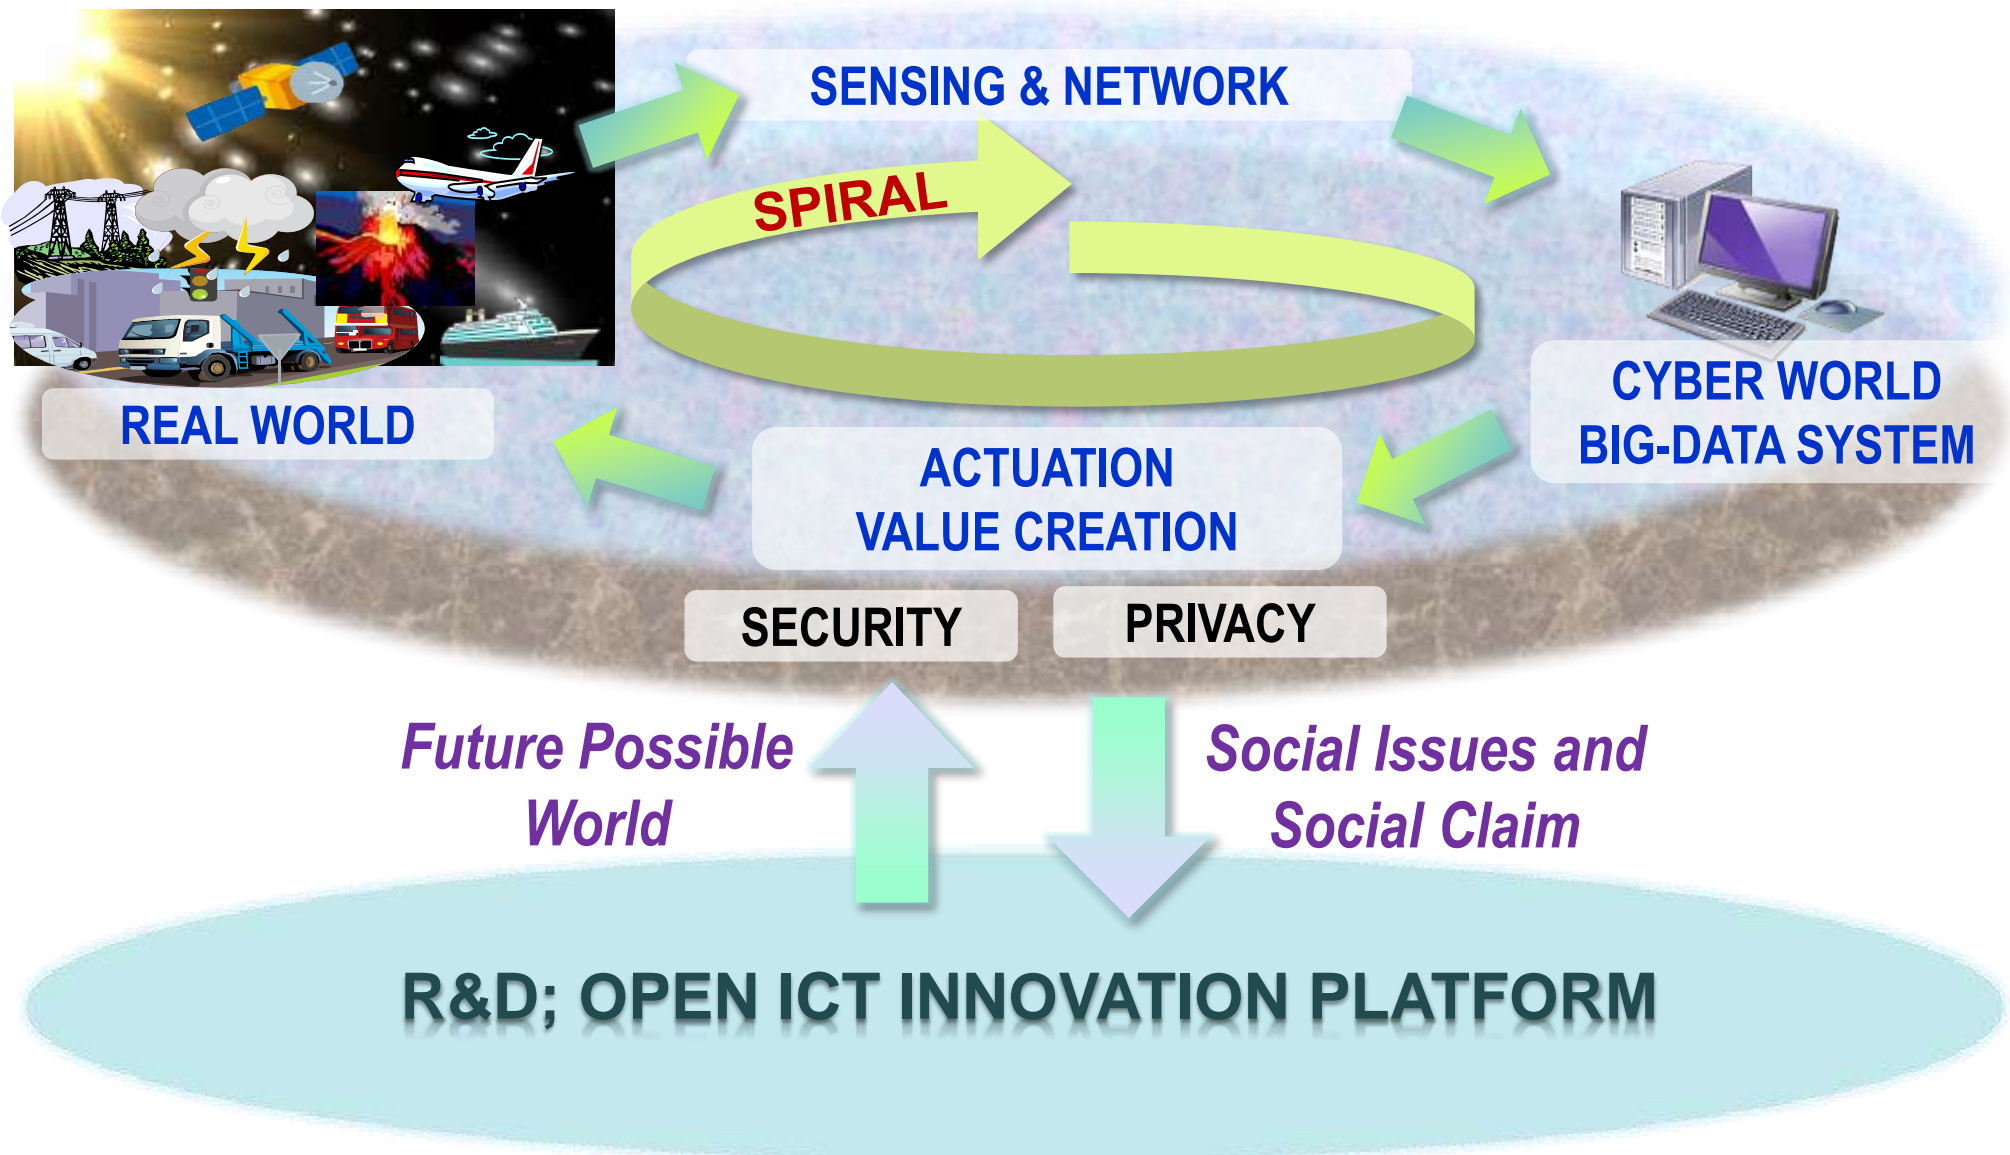 SENSING & NETWORK
SPIRAL
REAL WORLD
CYBER WORLD
BIG-DATA SYSTEM
ACTUATION
VALUE CREATION
SECURITY
PRIVACY
Future Possible
World
Social Issues and
Social Claim
R&D; OPEN ICT INNOVATION PLATFORM